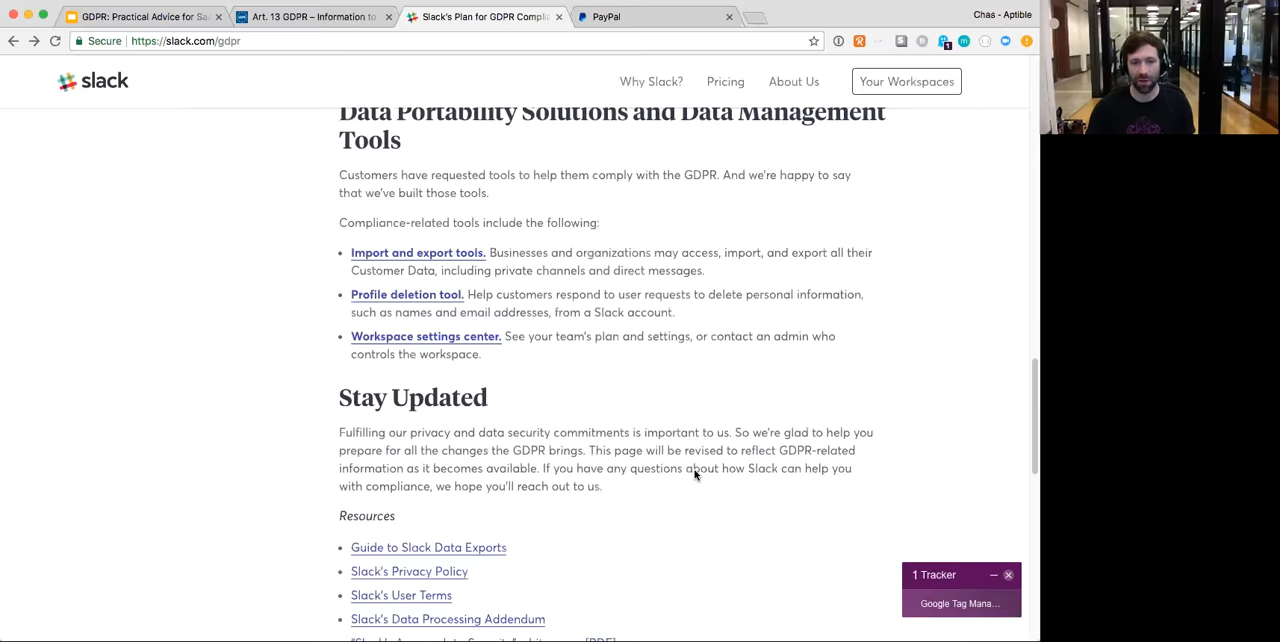 GDPR: Practical Advice for Sa
Art. 13 GDPR – Information to
Slack's Plan for GDPR Complia
PayPal
Chas - Aptible
Secure
https://slack.com/gdpr
1
slack
Why Slack?
Pricing
About Us
Your Workspaces
Data Portability Solutions and Data Management
Tools
Customers have requested tools to help them comply with the GDPR. And we're happy to say
that we've built those tools.
Compliance-related tools include the following:
• Import and export tools. Businesses and organizations may access, import, and export all their
Customer Data, including private channels and direct messages.
• Profile deletion tool. Help customers respond to user requests to delete personal information,
such as names and email addresses, from a Slack account.
• Workspace settings center. See your team's plan and settings, or contact an admin who
controls the workspace.
Stay Updated
Fulfilling our privacy and data security commitments is important to us. So we're glad to help you
prepare for all the changes the GDPR brings. This page will be revised to reflect GDPR-related
information as it becomes available. If you have any questions about how Slack can help you
with compliance, we hope you'll reach out to us.
Resources
• Guide to Slack Data Exports
• Slack's Privacy Policy
• Slack's User Terms
• Slack's Data Processing Addendum
1 Tracker
Google Tag Mana...